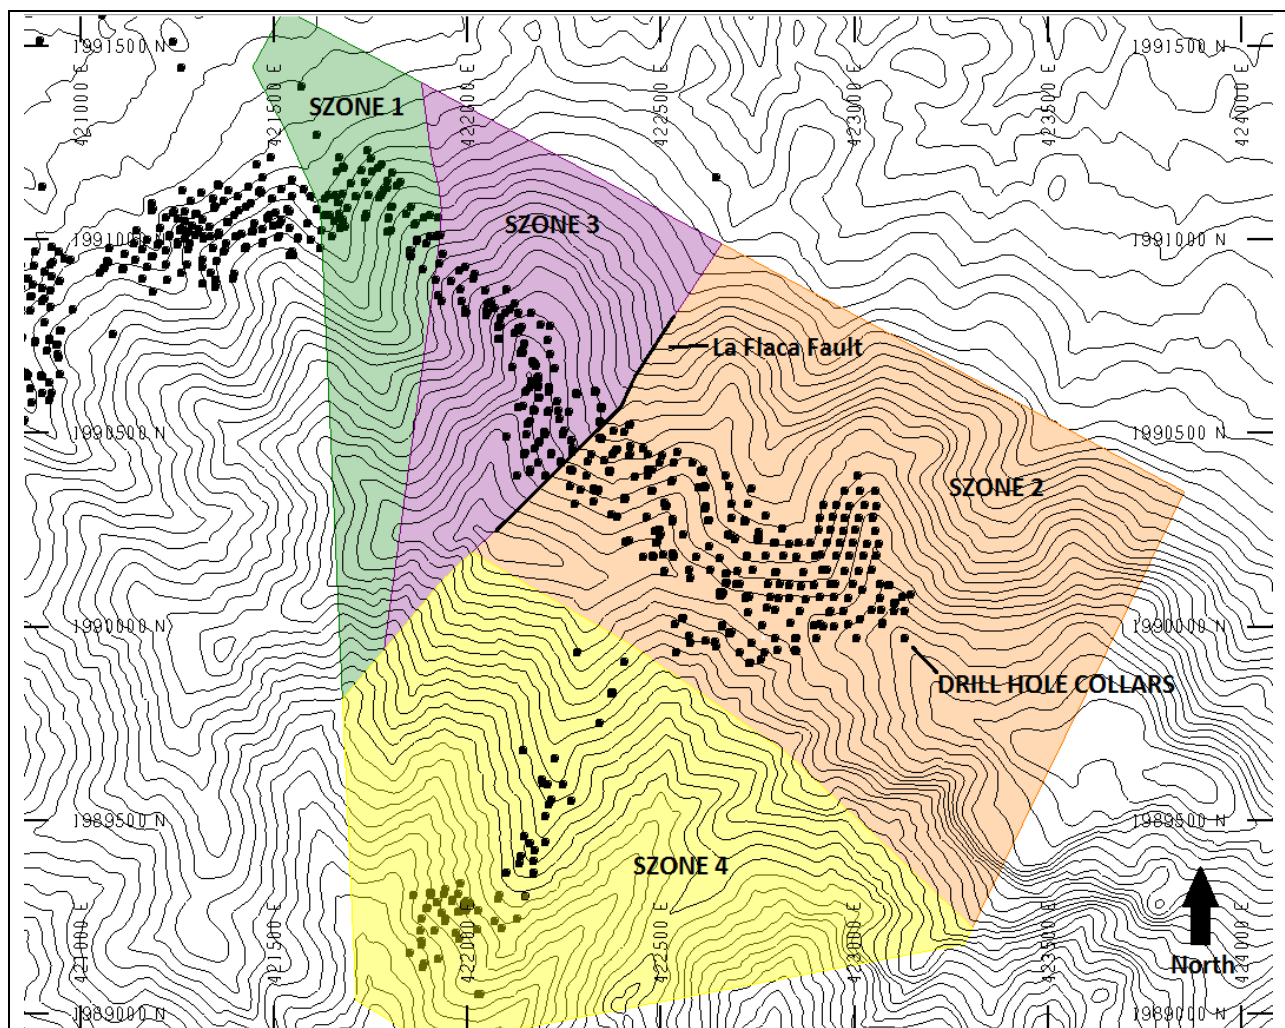 1991500 N
1991500 N
421000 E
421500 E
422000 E
422500 E
423000 E
423500 E
424000 E
SZONE 1
SZONE 3
1991000 N
1991000 N
La Flaca Fault
1990500 N
1990500 N
SZONE 2
1990000 N
1990000 N
DRILL HOLE COLLARS
1989500 N
1989500 N
SZONE 4
421000 E
421500 E
422000 E
422500 E
423000 E
423500 E
424000 E
North
1989000 N
1989000 N